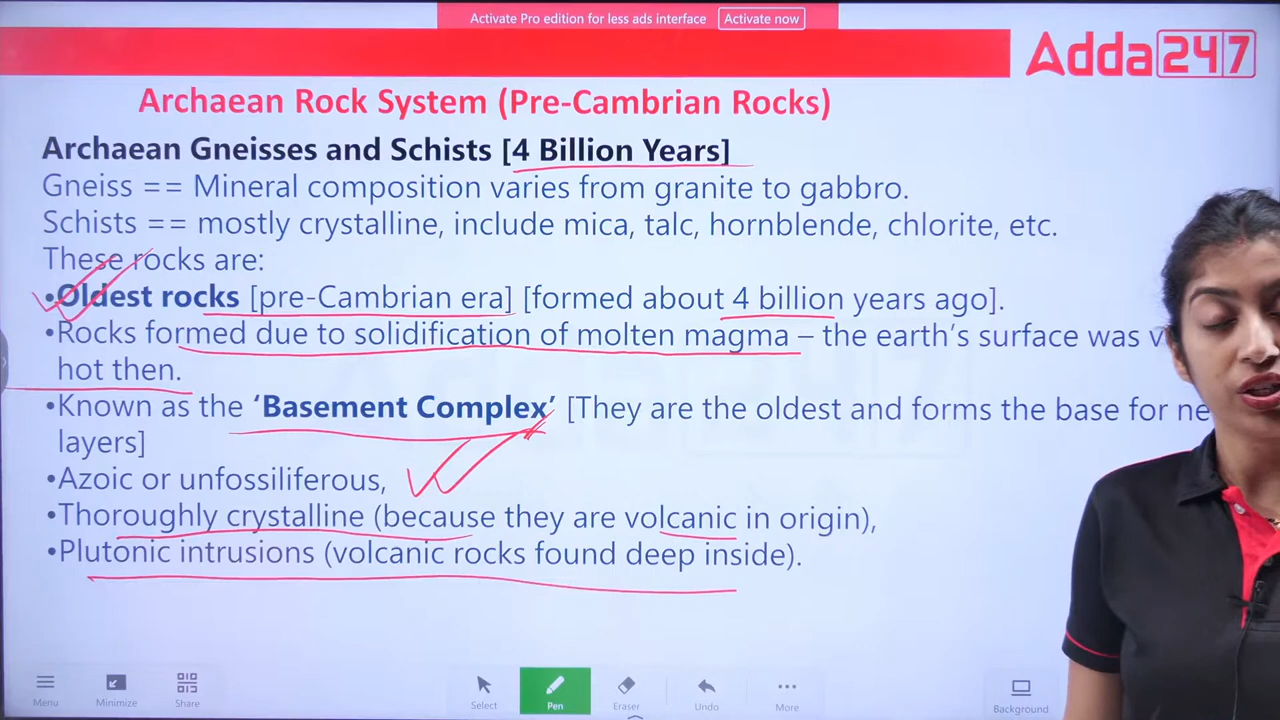 Activate Pro edition for less ads interface Activate now
Adda247
Archaean Rock System (Pre-Cambrian Rocks)
Archaean Gneisses and Schists [4 Billion Years]
Gneiss == Mineral composition varies from granite to gabbro.
Schists == mostly crystalline, include mica, talc, hornblende, chlorite, etc.
These rocks are:
•Oldest rocks [pre-Cambrian era] [formed about 4 billion years ago].
•Rocks formed due to solidification of molten magma – the earth's surface was
hot then.
•Known as the ‘Basement Complex’ [They are the oldest and forms the base for
layers]
•Azoic or unfossiliferous,
•Thoroughly crystalline (because they are volcanic in origin),
•Plutonic intrusions (volcanic rocks found deep inside).
Menu Minimize Share Select Pen Eraser Undo More Background